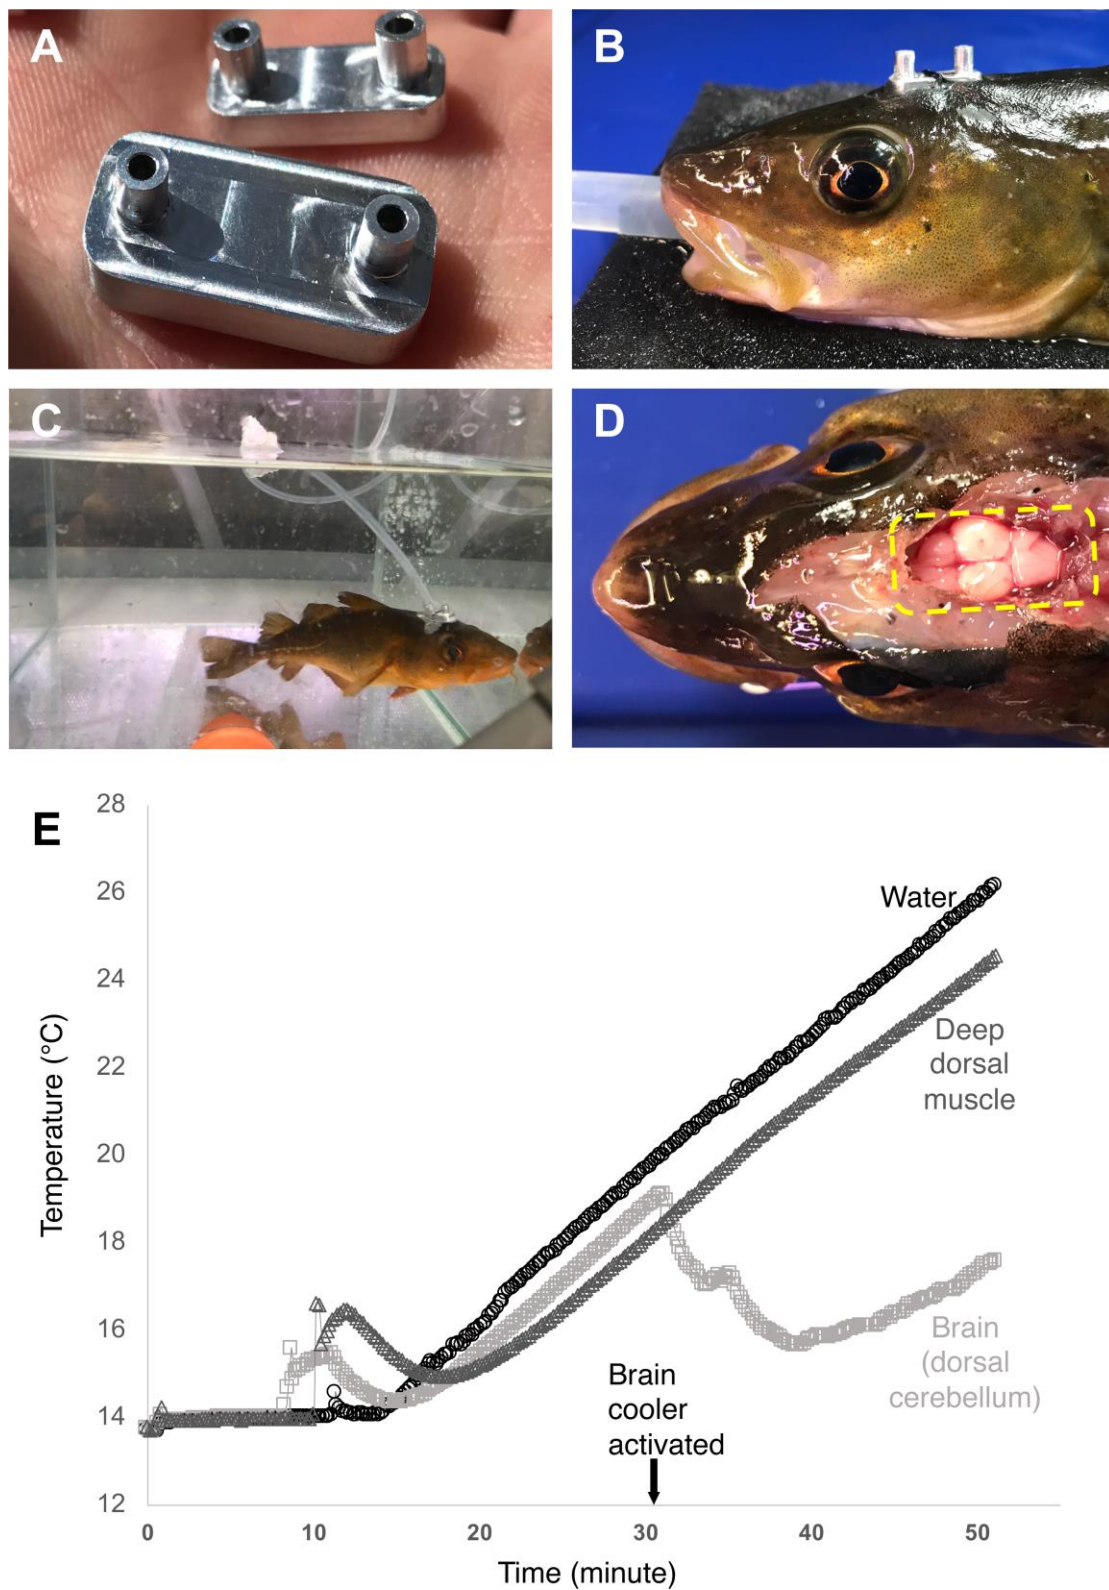 A
B
C
D
E
28
26
24
22
20
18
16
14
12
Temperature (°C)
Water
Deep
dorsal
muscle
Brain
(dorsal
cerebellum)
Brain
cooler
activated
0
10
20
30
40
50
Time (minute)